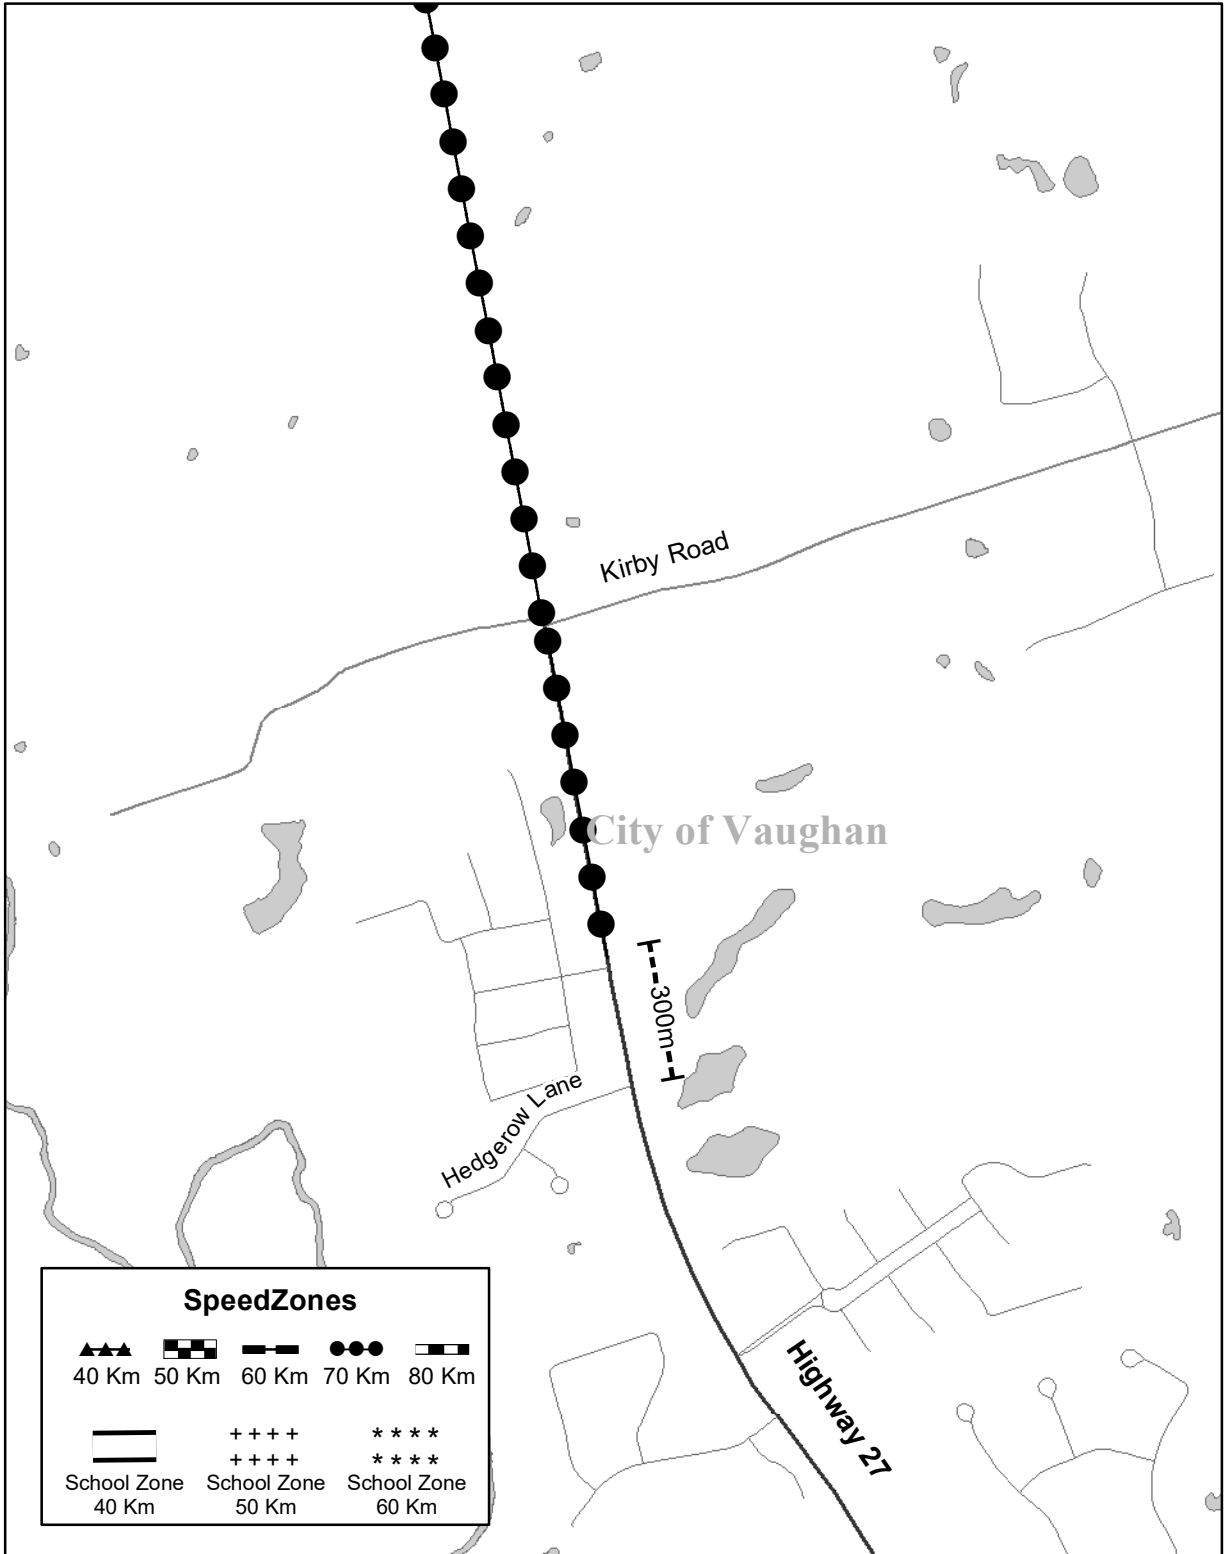 Kirby Road
City of Vaughan
300m
Hedgerow Lane
Highway 27
SpeedZones
40 Km 50 Km 60 Km 70 Km 80 Km
School Zone School Zone School Zone
40 Km 50 Km 60 Km